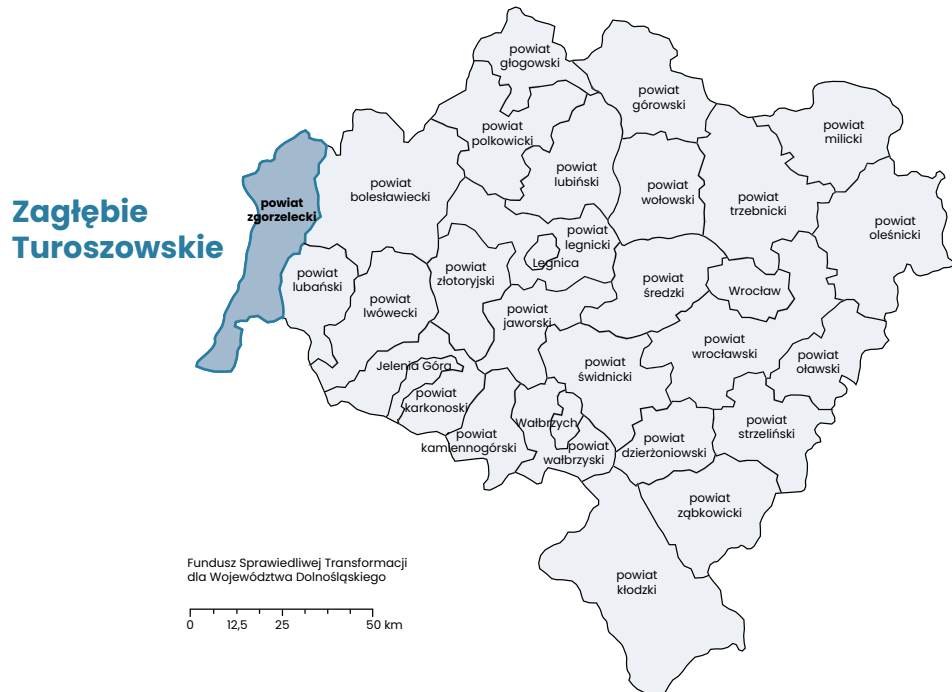 powiat
głogowski
powiat
górowski
powiat
milicki
powiat
polkowicki
powiat
lubiński
powiat
bolesławiecki
powiat
wołowski
powiat
trzebnicki
powiat
zgorzelecki
Zagłębie
Turoszowskie
powiat
oleśnicki
powiat
legnicki
Legnica
powiat
lubański
powiat
złotoryjski
powiat
średzki
Wrocław
powiat
lwówecki
powiat
jaworski
powiat
wrocławski
powiat
oławski
Jelenia Góra
powiat
świdnicki
powiat
karkonoski
Wałbrzych
powiat
strzeliński
powiat
kamiennogórski
powiat
wałbrzyski
powiat
dzierżoniowski
powiat
ząbkowicki
powiat
kłodzki
Fundusz Sprawiedliwej Transformacji
dla Województwa Dolnośląskiego
0 12,5 25 50 km